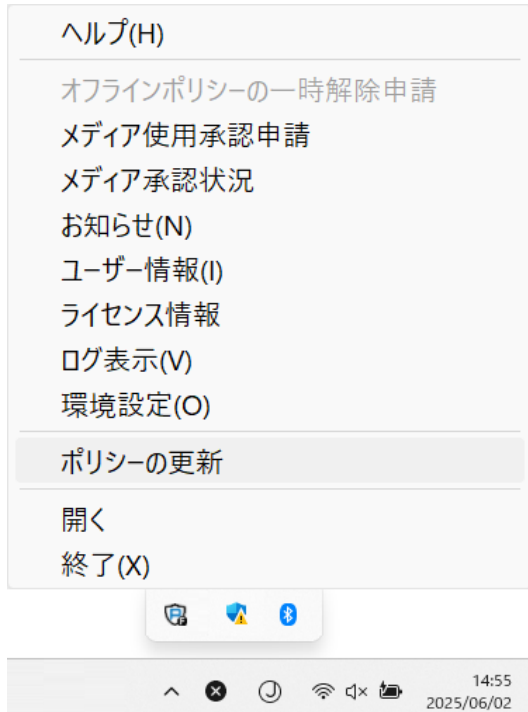 ヘルプ(H)
オフラインポリシーの一時解除申請
メディア使用承認申請
メディア承認状況
お知らせ(N)
ユーザー情報(I)
ライセンス情報
ログ表示(V)
環境設定(O)
ポリシーの更新
開く
終了(X)
14:55
2025/06/02